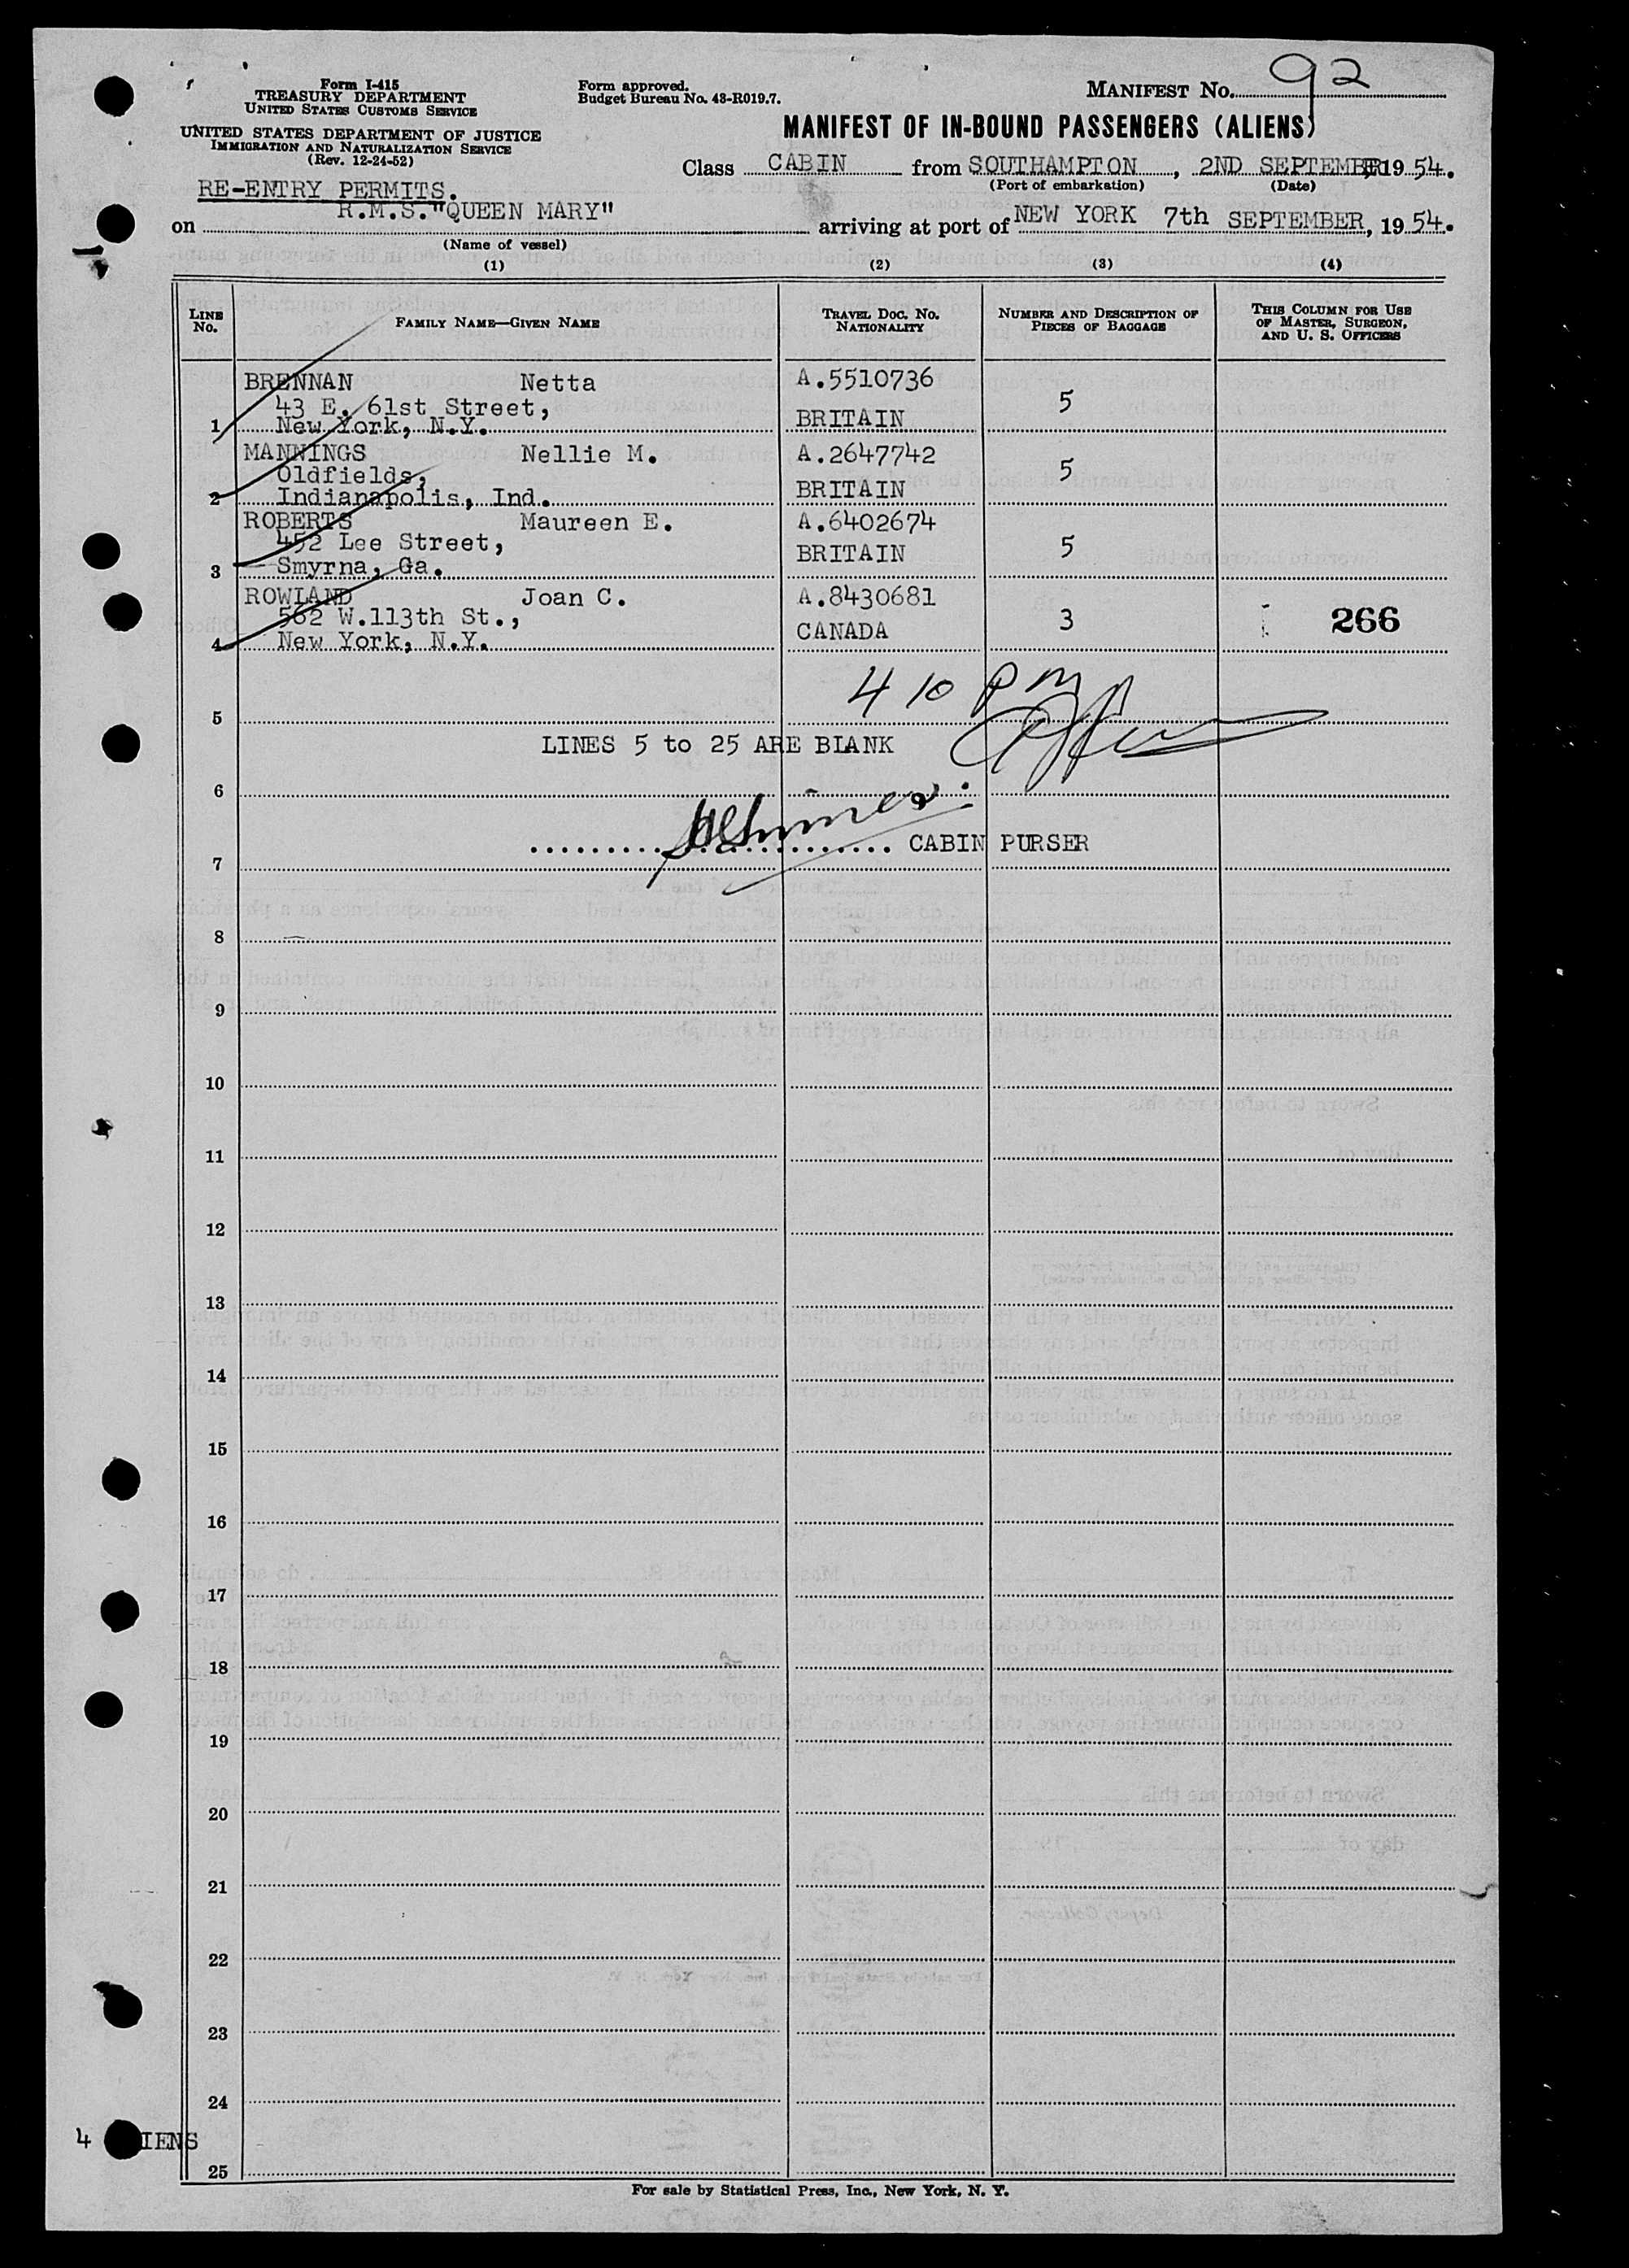 Form I-415
TREASURY DEPARTMENT
UNITED STATES CUSTOMS SERVICE
UNITED STATES DEPARTMENT OF JUSTICE
IMMIGRATION AND NATURALIZATION SERVICE
(Rev. 12-24-52)
Form approved.
Budget Bureau No. 43-R019.7.
MANIFEST No. 92
MANIFEST OF IN-BOUND PASSENGERS (ALIENS)
Class CABIN from SOUTHAMPTON, 2ND SEPTEMBER, 1954.
(Port of embarkation) (Date)
RE-ENTRY PERMITS.
on R.M.S."QUEEN MARY" arriving at port of NEW YORK 7th SEPTEMBER, 1954.
(Name of vessel)
(1) (2) (3) (4)
LINE No. FAMILY NAME—GIVEN NAME TRAVEL DOC. NO. NATIONALITY NUMBER AND DESCRIPTION OF PIECES OF BAGGAGE THIS COLUMN FOR USE OF MASTER, SURGEON, AND U. S. OFFICERS
BRENNAN Netta A.5510736
43 E. 61st Street, 5
1 New York, N.Y. BRITAIN
MANNINGS Nellie M. A.2647742
Oldfields, 5
2 Indianapolis, Ind. BRITAIN
ROBERTS Maureen E. A.6402674
452 Lee Street, BRITAIN 5
3 Smyrna, Ga.
ROWLAND Joan C. A.8430681
562 W.113th St., CANADA 3 266
4 New York, N.Y.
4 10 pm
5
LINES 5 to 25 ARE BLANK
6
CABIN PURSER
7
8
9
10
11
12
13
14
15
16
17
18
19
20
21
22
23
24
4 IENS
25
For sale by Statistical Press, Inc., New York, N. Y.